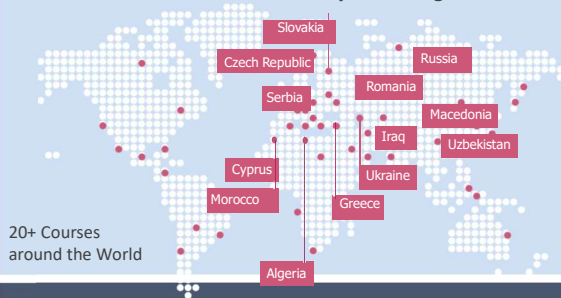 Slovakia
Czech Republic
Russia
Romania
Serbia
Macedonia
Iraq
Uzbekistan
Cyprus
Ukraine
Morocco
Greece
20+ Courses
around the World
Algeria